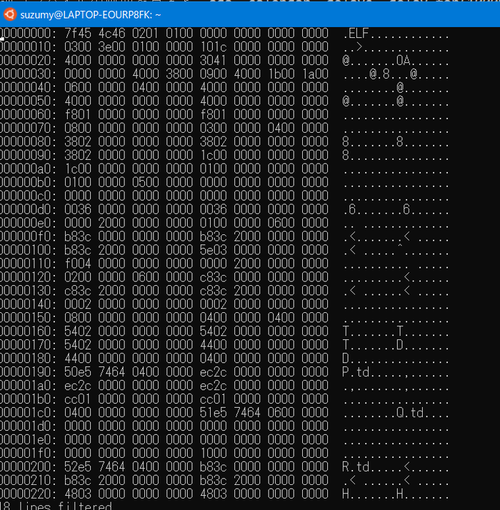 suzumy@LAPTOP-EOURP8FK: ~
00000000: 7f45 4c46 0201 0100 0000 0000 0000 0000  .ELF............
00000010: 0300 3e00 0100 0000 101c 0000 0000 0000  ..>.............
00000020: 4000 0000 0000 0000 3041 0000 0000 0000  @.......0A......
00000030: 0000 0000 4000 3800 0900 4000 1b00 1a00  ....@.8...@.....
00000040: 0600 0000 0400 0000 4000 0000 0000 0000  ........@.......
00000050: 4000 0000 0000 0000 4000 0000 0000 0000  @.......@.......
00000060: f801 0000 0000 0000 f801 0000 0000 0000  ................
00000070: 0800 0000 0000 0000 0300 0000 0400 0000  ................
00000080: 3802 0000 0000 0000 3802 0000 0000 0000  8.......8.......
00000090: 3802 0000 0000 0000 1c00 0000 0000 0000  8...............
000000a0: 1c00 0000 0000 0000 0100 0000 0000 0000  ................
000000b0: 0100 0000 0500 0000 0000 0000 0000 0000  ................
000000c0: 0000 0000 0000 0000 0000 0000 0000 0000  ................
000000d0: 0036 0000 0000 0000 0036 0000 0000 0000  .6.......6......
000000e0: 0000 2000 0000 0000 0100 0000 0600 0000  .. .............
000000f0: b83c 0000 0000 0000 b83c 2000 0000 0000  .<.......< .....
00000100: b83c 2000 0000 0000 5e03 0000 0000 0000  .< .....^.......
00000110: f004 0000 0000 0000 0000 2000 0000 0000  .......... .....
00000120: 0200 0000 0600 0000 c83c 0000 0000 0000  .........<......
00000130: c83c 2000 0000 0000 c83c 2000 0000 0000  .< ......< .....
00000140: 0002 0000 0000 0000 0002 0000 0000 0000  ................
00000150: 0800 0000 0000 0000 0400 0000 0400 0000  ................
00000160: 5402 0000 0000 0000 5402 0000 0000 0000  T.......T.......
00000170: 5402 0000 0000 0000 4400 0000 0000 0000  T.......D.......
00000180: 4400 0000 0000 0000 0400 0000 0000 0000  D...............
00000190: 50e5 7464 0400 0000 ec2c 0000 0000 0000  P.td.....,......
000001a0: ec2c 0000 0000 0000 ec2c 0000 0000 0000  .,.......,......
000001b0: cc01 0000 0000 0000 cc01 0000 0000 0000  ................
000001c0: 0400 0000 0000 0000 51e5 7464 0600 0000  ........Q.td....
000001d0: 0000 0000 0000 0000 0000 0000 0000 0000  ................
000001e0: 0000 0000 0000 0000 0000 0000 0000 0000  ................
000001f0: 0000 0000 0000 0000 1000 0000 0000 0000  ................
00000200: 52e5 7464 0400 0000 b83c 0000 0000 0000  R.td.....<......
00000210: b83c 2000 0000 0000 b83c 2000 0000 0000  .< ......< .....
00000220: 4803 0000 0000 0000 4803 0000 0000 0000  H.......H.......
18 lines filtered